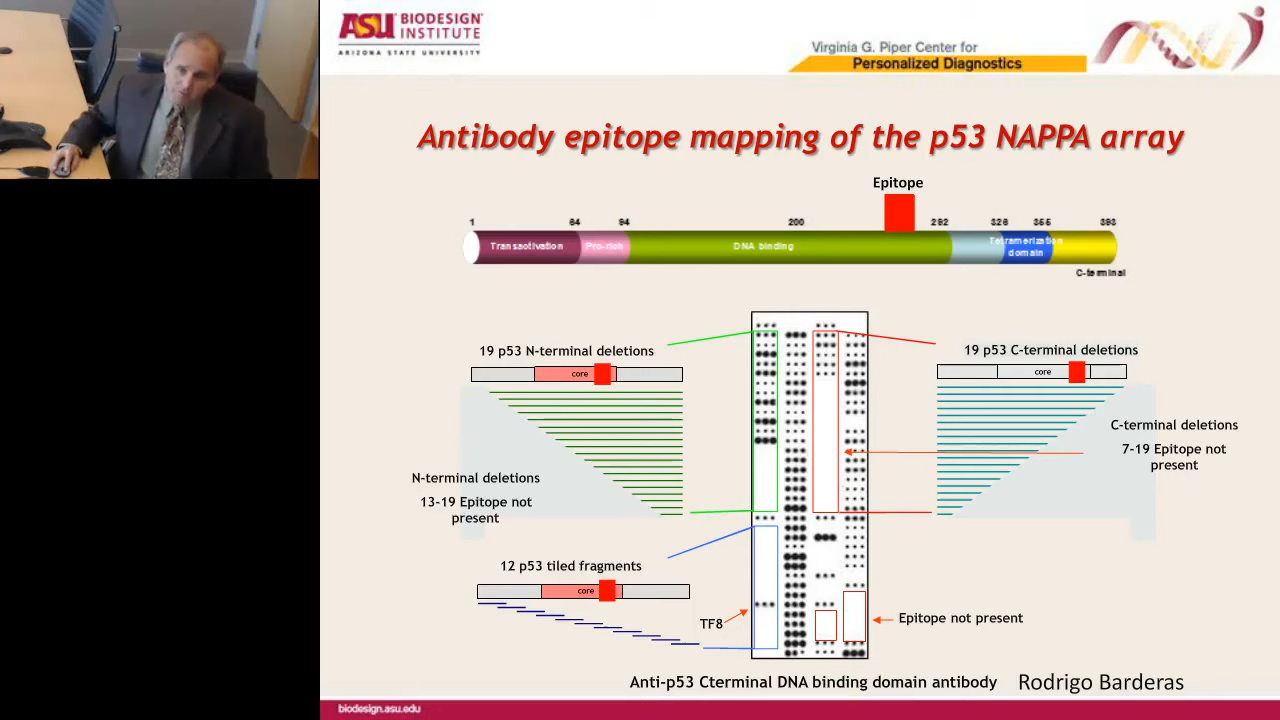 ASU BIODESIGN
INSTITUTE
ARIZONA STATE UNIVERSITY
Virginia G. Piper Center for
Personalized Diagnostics
Antibody epitope mapping of the p53 NAPPA array
Epitope
1 64 94 200 292 326 355 393
Transactivation Pro-rich DNA binding Tetramerization
domain
C-terminal
19 p53 N-terminal deletions
core
19 p53 C-terminal deletions
core
C-terminal deletions
7-19 Epitope not
present
N-terminal deletions
13-19 Epitope not
present
12 p53 tiled fragments
core
TF8
Epitope not present
Anti-p53 Cterminal DNA binding domain antibody
Rodrigo Barderas
biodesign.asu.edu